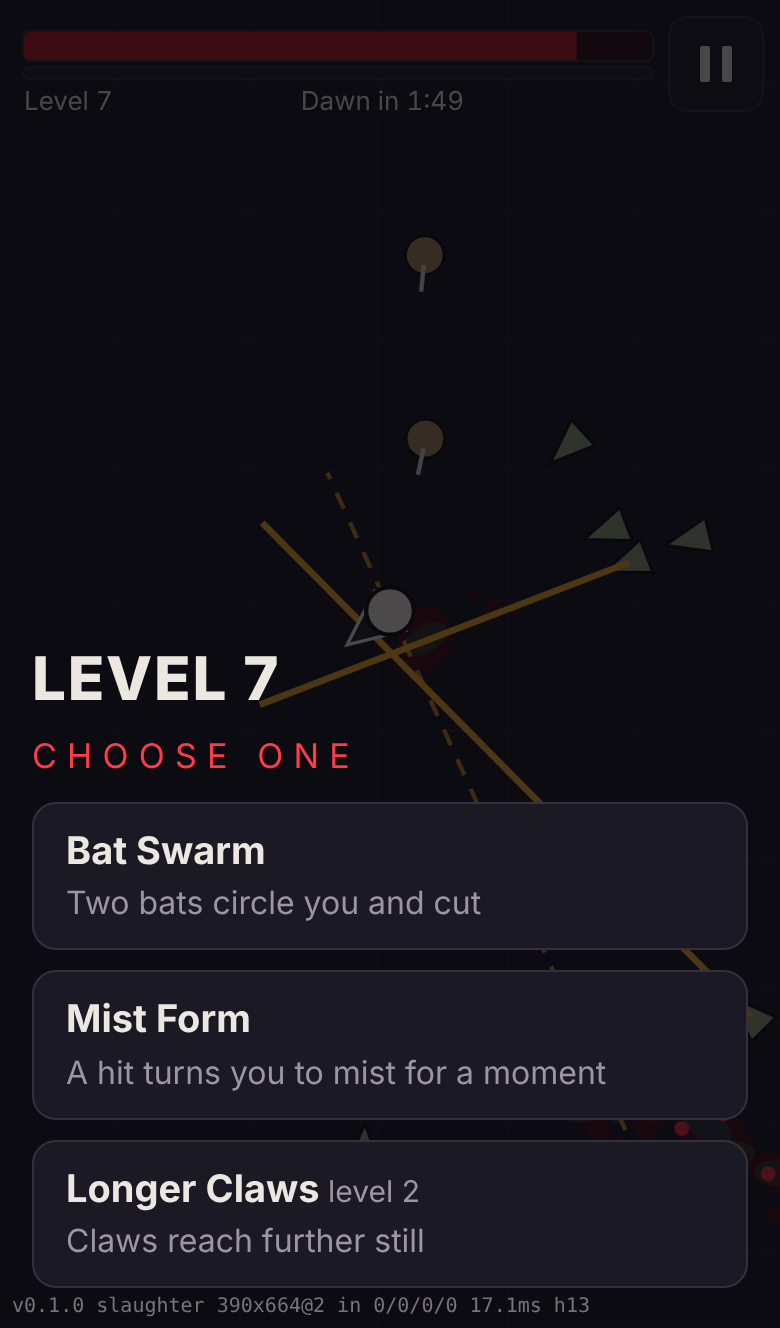 Level 7
Dawn in 1:49
LEVEL 7
CHOOSE ONE
Bat Swarm
Two bats circle you and cut
Mist Form
A hit turns you to mist for a moment
Longer Claws level 2
Claws reach further still
v0.1.0 slaughter 390x664@2 in 0/0/0/0 17.1ms h13